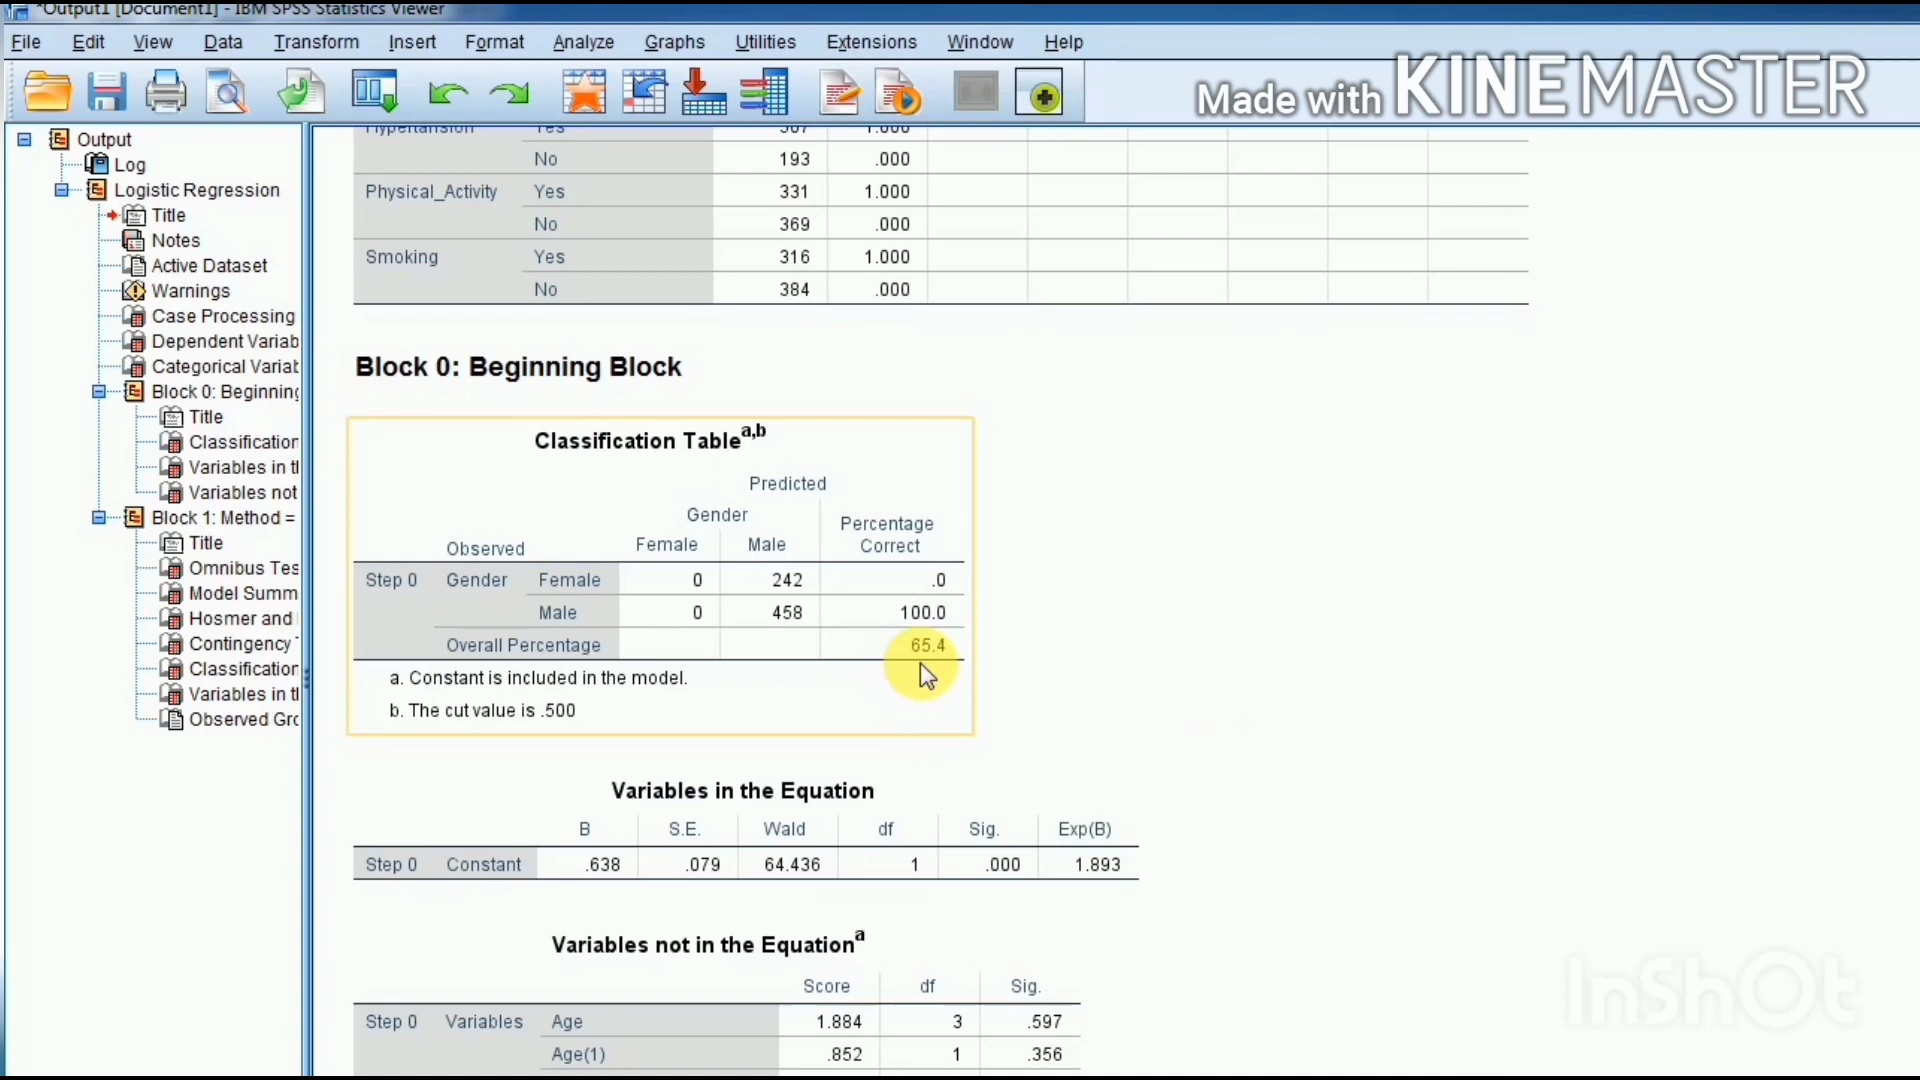 *Output1 [Document1] - IBM SPSS Statistics Viewer
File Edit View Data Transform Insert Format Analyze Graphs Utilities Extensions Window Help
Made with KINEMASTER
Output
Log
Logistic Regression
Title
Notes
Active Dataset
Warnings
Case Processing
Dependent Variab
Categorical Variat
Block 0: Beginning
Title
Classification
Variables in tl
Variables not
Block 1: Method =
Title
Omnibus Tes
Model Summ
Hosmer and
Contingency
Classification
Variables in tl
Observed Grc
Hypertansion Yes 507 1.000
No 193 .000
Physical_Activity Yes 331 1.000
No 369 .000
Smoking Yes 316 1.000
No 384 .000
Block 0: Beginning Block
Classification Table a,b
Predicted
Gender
Percentage
Correct
Observed Female Male
Step 0 Gender Female 0 242 .0
Male 0 458 100.0
Overall Percentage 65.4
a. Constant is included in the model.
b. The cut value is .500
Variables in the Equation
B S.E. Wald df Sig. Exp(B)
Step 0 Constant .638 .079 64.436 1 .000 1.893
Variables not in the Equation a
Score df Sig.
Step 0 Variables Age 1.884 3 .597
Age(1) .852 1 .356
InShOt